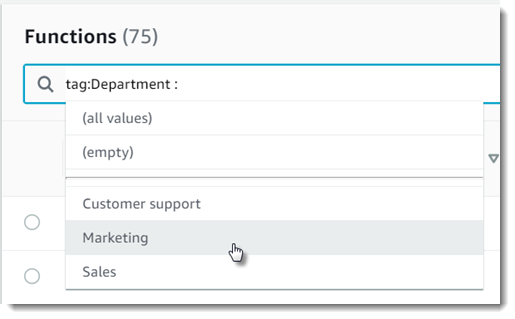 Functions (75)
tag:Department :
(all values)
(empty)
Customer support
Marketing
Sales